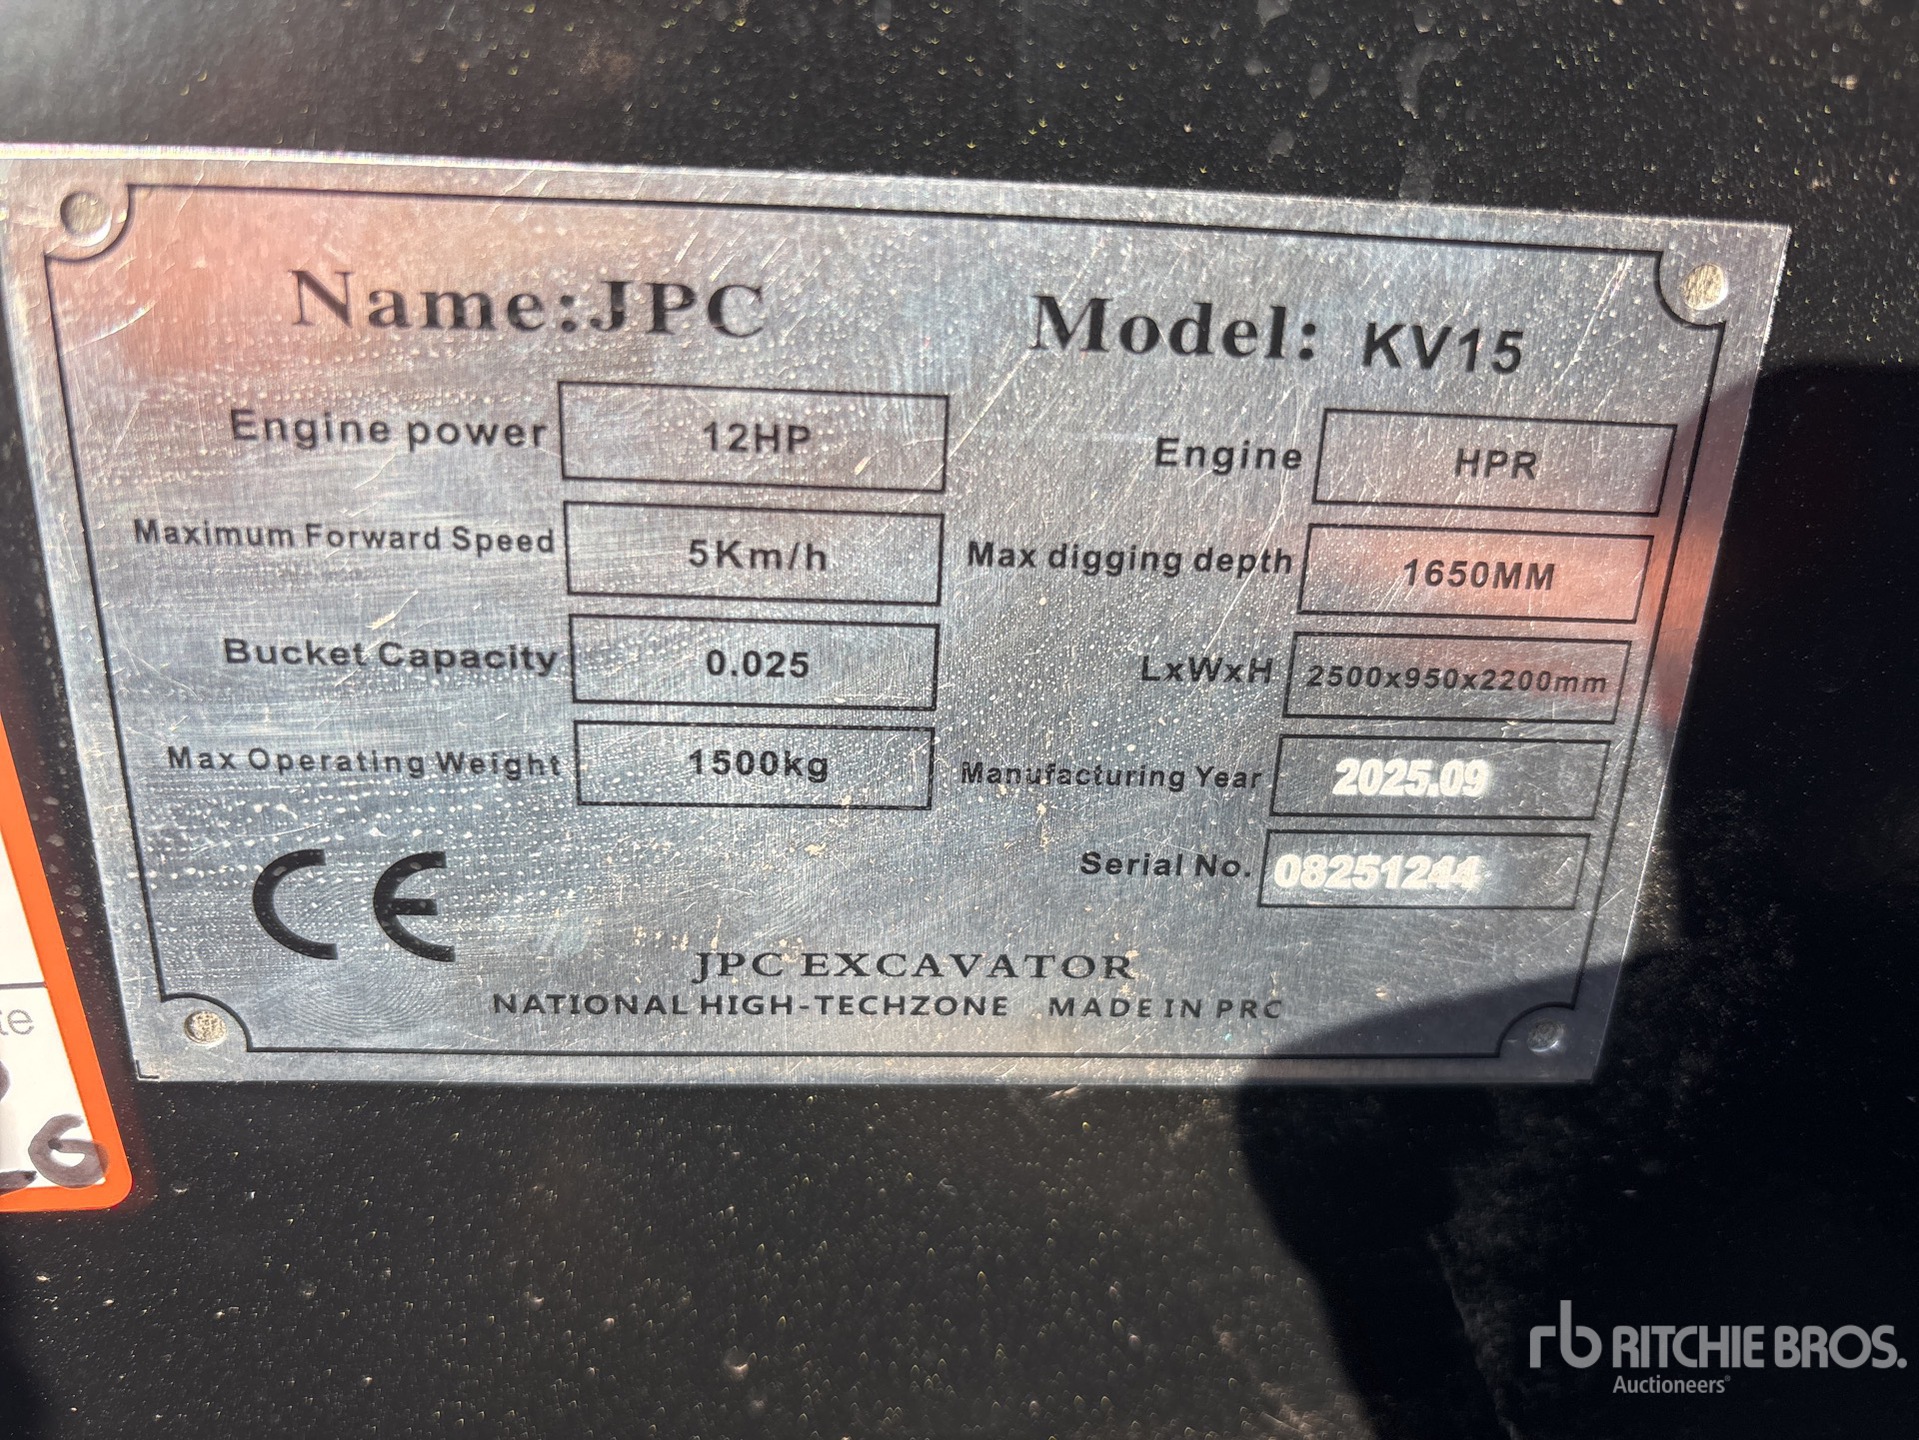 Name:JPC Model: KV15
Engine power 12HP Engine HPR
Maximum Forward Speed 5Km/h Max digging depth 1650MM
Bucket Capacity 0.025 LxWxH 2500x950x2200mm
Max Operating Weight 1500kg Manufacturing Year 2025.09
Serial No. 08251244
CE
JPC EXCAVATOR
NATIONAL HIGH-TECHZONE MADE IN PRC
rb RITCHIE BROS.
Auctioneers